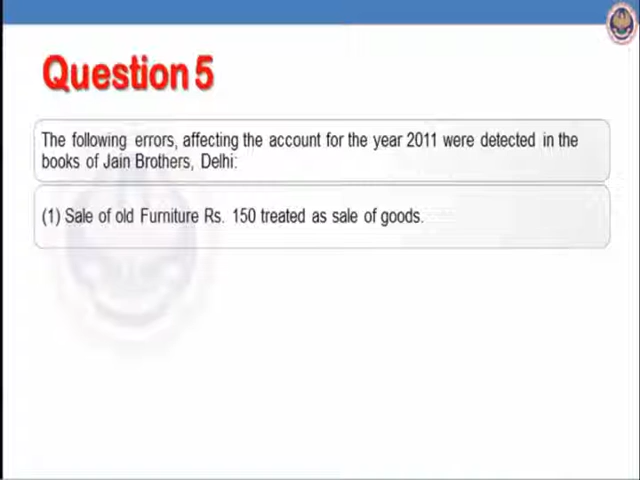 Question 5
The following errors, affecting the account for the year 2011 were detected in the
books of Jain Brothers, Delhi:
(1) Sale of old Furniture Rs. 150 treated as sale of goods.